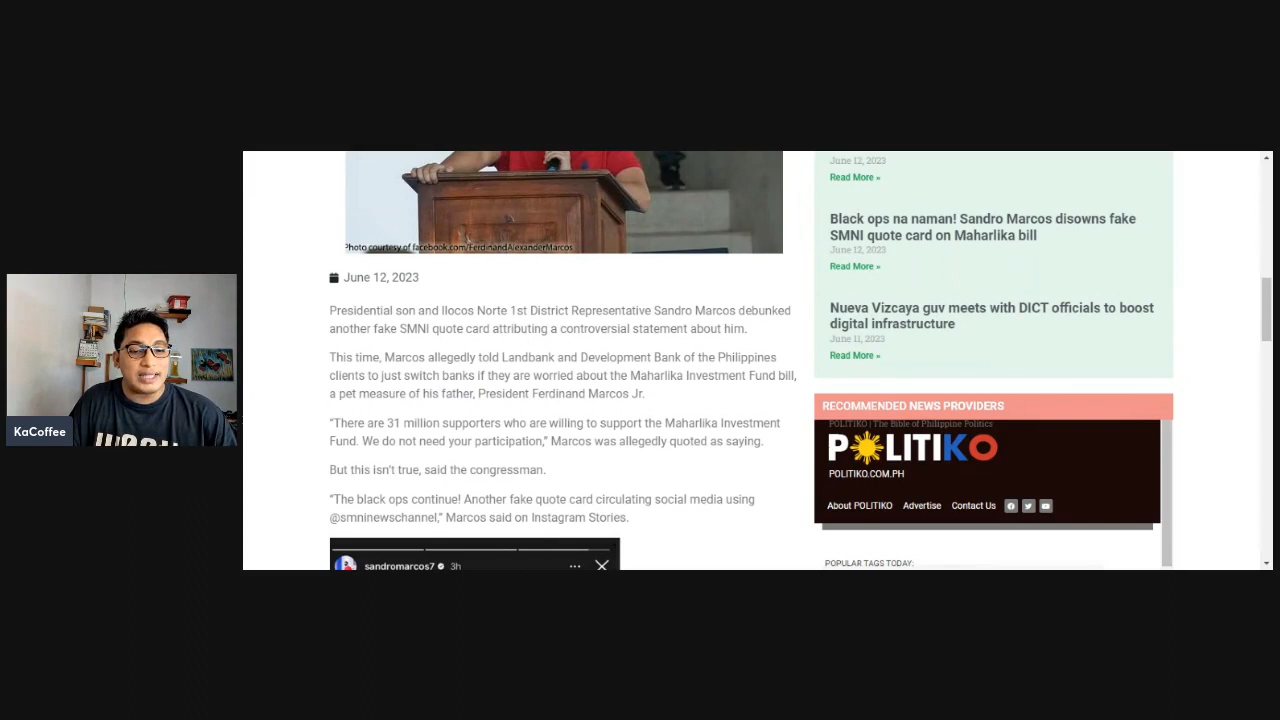 KaCoffee
Photo courtesy of facebook.com/FerdinandAlexanderMarcos
June 12, 2023
Presidential son and Ilocos Norte 1st District Representative Sandro Marcos debunked
another fake SMNI quote card attributing a controversial statement about him.
This time, Marcos allegedly told Landbank and Development Bank of the Philippines
clients to just switch banks if they are worried about the Maharlika Investment Fund bill,
a pet measure of his father, President Ferdinand Marcos Jr.
“There are 31 million supporters who are willing to support the Maharlika Investment
Fund. We do not need your participation,” Marcos was allegedly quoted as saying.
But this isn’t true, said the congressman.
“The black ops continue! Another fake quote card circulating social media using
@smninewschannel,” Marcos said on Instagram Stories.
sandromarcos7 3h
June 12, 2023
Read More »
Black ops na naman! Sandro Marcos disowns fake
SMNI quote card on Maharlika bill
June 12, 2023
Read More »
Nueva Vizcaya guv meets with DICT officials to boost
digital infrastructure
June 11, 2023
Read More »
RECOMMENDED NEWS PROVIDERS
POLITIKO | The Bible of Philippine Politics
POLITIKO
POLITIKO.COM.PH
About POLITIKO Advertise Contact Us
POPULAR TAGS TODAY: